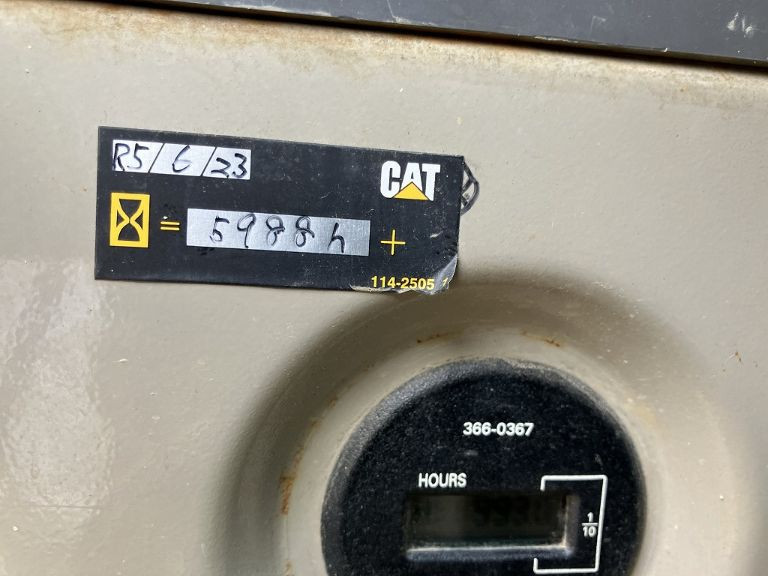 R5/6/23
CAT
= 5988h +
114-2505
366-0367
HOURS
1/10